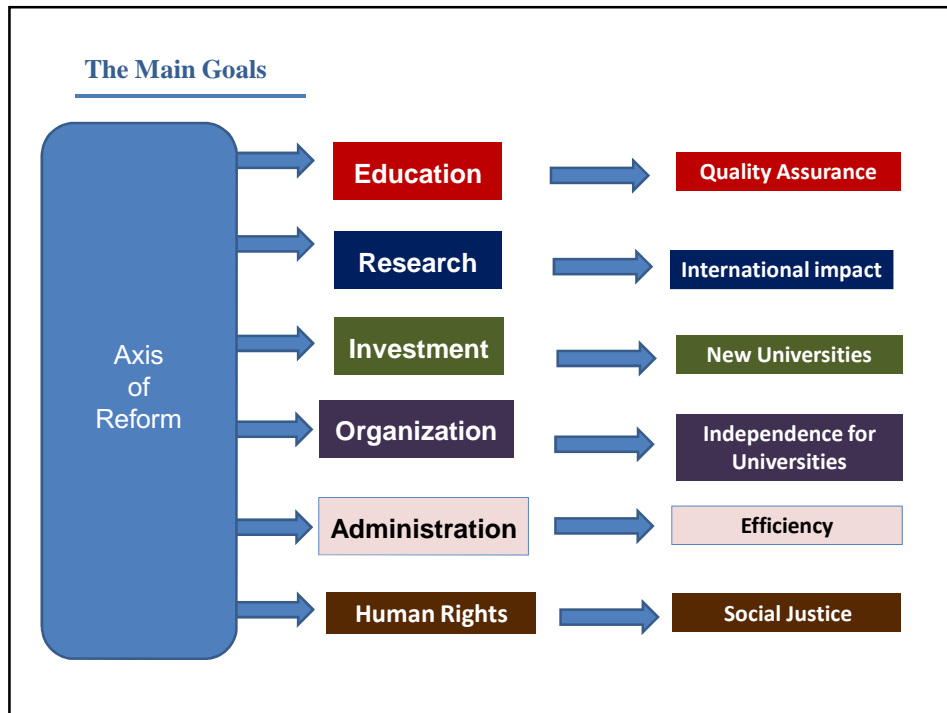 The Main Goals
Axis
of
Reform
Education
Quality Assurance
Research
International impact
Investment
New Universities
Organization
Independence for
Universities
Administration
Efficiency
Human Rights
Social Justice